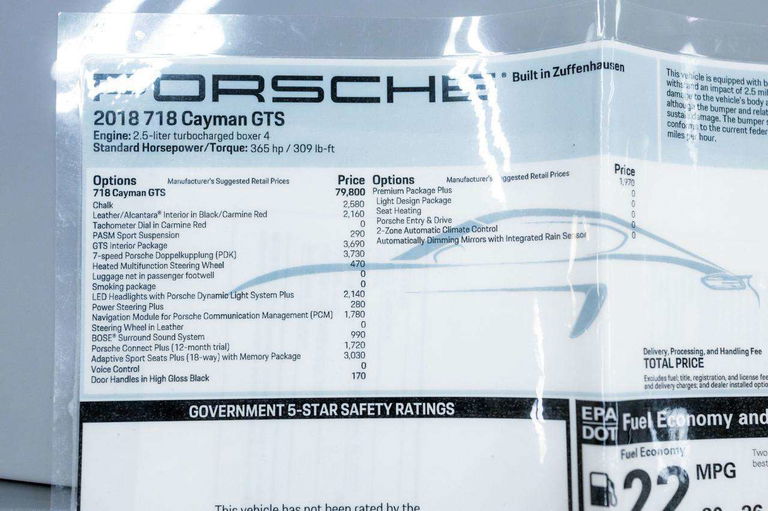 PORSCHE® Built in Zuffenhausen
2018 718 Cayman GTS
Engine: 2.5-liter turbocharged boxer 4
Standard Horsepower/Torque: 365 hp / 309 lb-ft
This vehicle is equipped with b
and an impact of 2.5 mil
to the vehicle's body a
the bumper and relat
damage. The bumper s
to the current feder
miles per hour.
Options Manufacturer's Suggested Retail Prices Price
718 Cayman GTS 79,800
Chalk 2,580
Leather/Alcantara® Interior in Black/Carmine Red 2,160
Tachometer Dial in Carmine Red 0
PASM Sport Suspension 290
GTS Interior Package 3,690
7-speed Porsche Doppelkupplung (PDK) 3,730
Heated Multifunction Steering Wheel 470
Luggage net in passenger footwell 0
Smoking package 0
LED Headlights with Porsche Dynamic Light System Plus 2,140
Power Steering Plus 280
Navigation Module for Porsche Communication Management (PCM) 1,780
Steering Wheel in Leather 0
BOSE® Surround Sound System 990
Porsche Connect Plus (12-month trial) 1,720
Adaptive Sport Seats Plus (18-way) with Memory Package 3,030
Voice Control 0
Door Handles in High Gloss Black 170
Options Manufacturer's Suggested Retail Prices Price
Premium Package Plus 1,970
Light Design Package 0
Seat Heating 0
Porsche Entry & Drive 0
2-Zone Automatic Climate Control 0
Automatically Dimming Mirrors with Integrated Rain Sensor 0
Delivery, Processing, and Handling Fee
TOTAL PRICE
Excludes fuel, title, registration, and license fee
and delivery charges; and dealer installed optio
GOVERNMENT 5-STAR SAFETY RATINGS
This vehicle has not been rated by the
EPA
DOT
Fuel Economy and
Fuel Economy
22 MPG
Two
best